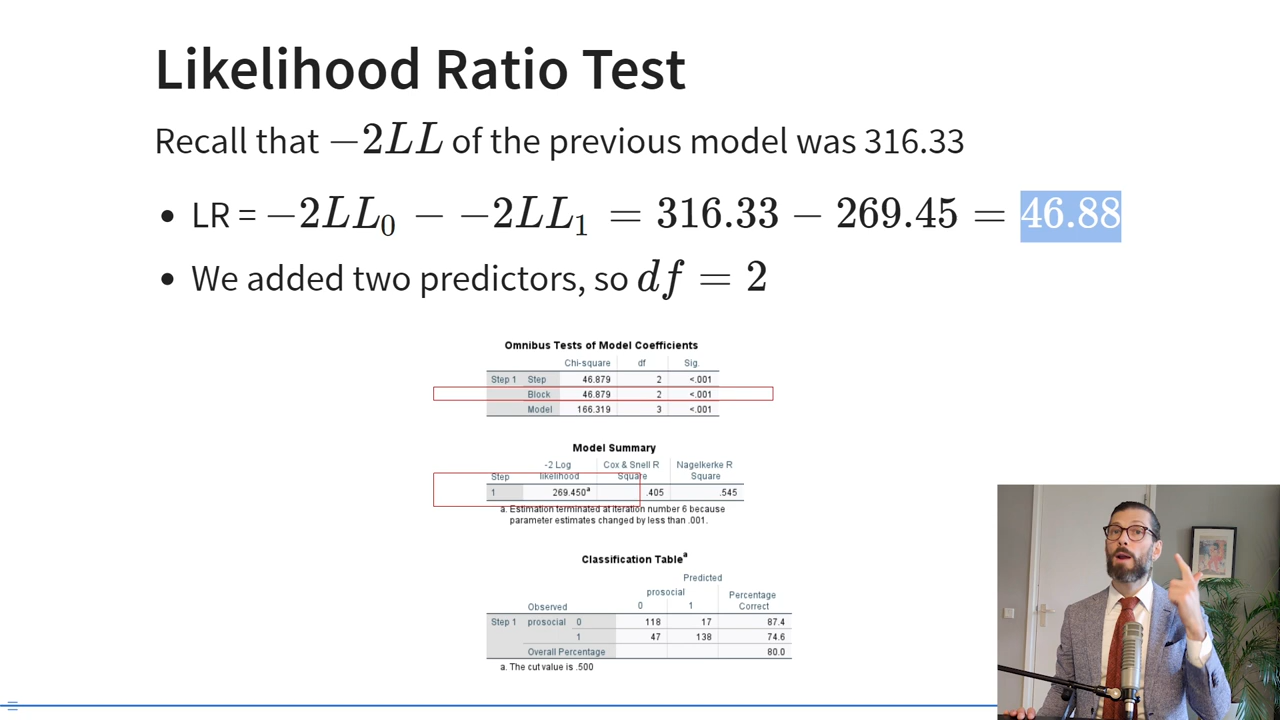 Likelihood Ratio Test
Recall that −2LL of the previous model was 316.33
• LR = −2LL₀ − −2LL₁ = 316.33 − 269.45 = 46.88
• We added two predictors, so df = 2
Omnibus Tests of Model Coefficients
Chi-square df Sig.
Step 1 Step 46.879 2 <.001
Block 46.879 2 <.001
Model 166.319 3 <.001
Model Summary
Step -2 Log likelihood Cox & Snell R Square Nagelkerke R Square
1 269.450ᵃ .405 .545
a. Estimation terminated at iteration number 6 because
parameter estimates changed by less than .001.
Classification Tableᵃ
Predicted
prosocial Percentage
Observed 0 1 Correct
Step 1 prosocial 0 118 17 87.4
1 47 138 74.6
Overall Percentage 80.0
a. The cut value is .500